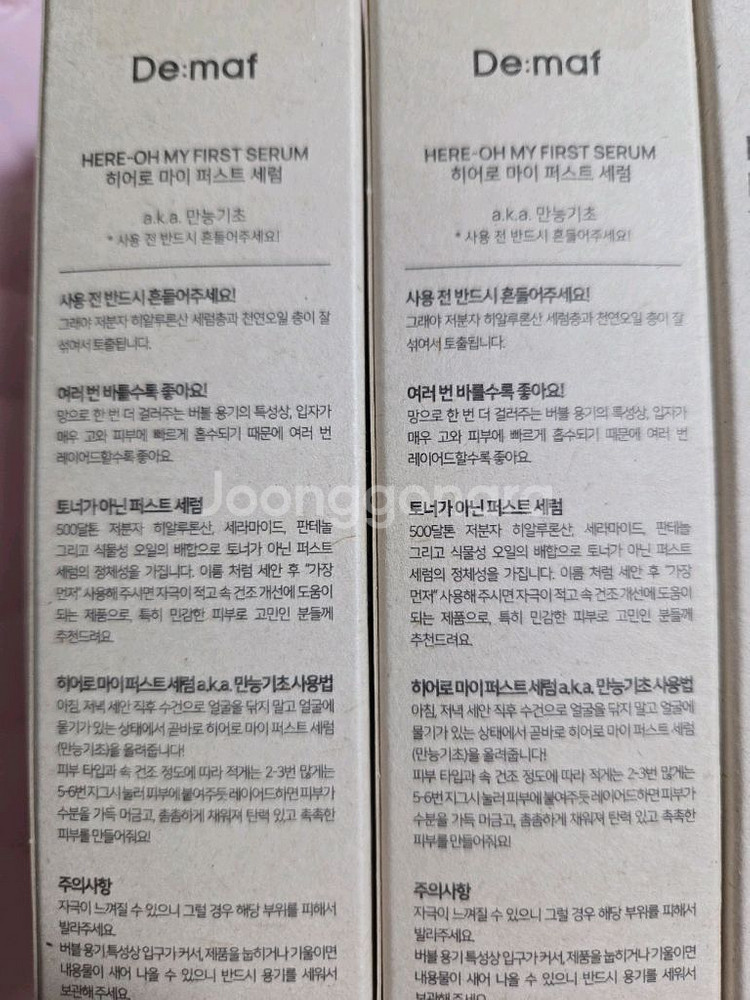 De:maf
HERE-OH MY FIRST SERUM
히어로 마이 퍼스트 세럼
a.k.a. 만능기초
* 사용 전 반드시 흔들어주세요!
사용 전 반드시 흔들어주세요!
그래야 저분자 히알루론산 세럼층과 천연오일 층이 잘
섞여서 토출됩니다.
여러 번 바를수록 좋아요!
망으로 한 번 더 걸러주는 버블 용기의 특성상, 입자가
매우 고와 피부에 빠르게 흡수되기 때문에 여러 번
레이어드할수록 좋아요.
토너가 아닌 퍼스트 세럼
500달톤 저분자 히알루론산, 세라마이드, 판테놀
그리고 식물성 오일의 배합으로 토너가 아닌 퍼스트
세럼의 정체성을 가집니다. 이름 처럼 세안 후 "가장
먼저" 사용해 주시면 자극이 적고 속 건조 개선에 도움이
되는 제품으로, 특히 민감한 피부로 고민인 분들께
추천드려요.
히어로 마이 퍼스트 세럼 a.k.a. 만능기초 사용법
아침, 저녁 세안 직후 수건으로 얼굴을 닦지 말고 얼굴에
물기가 있는 상태에서 곧바로 히어로 마이 퍼스트 세럼
(만능기초)을 올려줍니다!
피부 타입과 속 건조 정도에 따라 적게는 2-3번 많게는
5-6번 지그시 눌러 피부에 붙여주듯 레이어드하면 피부가
수분을 가득 머금고, 촘촘하게 채워져 탄력 있고 촉촉한
피부를 만들어줘요!
주의사항
자극이 느껴질 수 있으니 그럴 경우 해당 부위를 피해서
발라주세요.
버블 용기 특성상 입구가 커서, 제품을 눕히거나 기울이면
내용물이 새어 나올 수 있으니 반드시 용기를 세워서
보관해 주세요.
De:maf
HERE-OH MY FIRST SERUM
히어로 마이 퍼스트 세럼
a.k.a. 만능기초
* 사용 전 반드시 흔들어주세요!
사용 전 반드시 흔들어주세요!
그래야 저분자 히알루론산 세럼층과 천연오일 층이 잘
섞여서 토출됩니다.
여러 번 바를수록 좋아요!
망으로 한 번 더 걸러주는 버블 용기의 특성상, 입자가
매우 고와 피부에 빠르게 흡수되기 때문에 여러 번
레이어드할수록 좋아요.
토너가 아닌 퍼스트 세럼
500달톤 저분자 히알루론산, 세라마이드, 판테놀
그리고 식물성 오일의 배합으로 토너가 아닌 퍼스트
세럼의 정체성을 가집니다. 이름 처럼 세안 후 "가장
먼저" 사용해 주시면 자극이 적고 속 건조 개선에 도움이
되는 제품으로, 특히 민감한 피부로 고민인 분들께
추천드려요.
히어로 마이 퍼스트 세럼 a.k.a. 만능기초 사용법
아침, 저녁 세안 직후 수건으로 얼굴을 닦지 말고 얼굴에
물기가 있는 상태에서 곧바로 히어로 마이 퍼스트 세럼
(만능기초)을 올려줍니다!
피부 타입과 속 건조 정도에 따라 적게는 2-3번 많게는
5-6번 지그시 눌러 피부에 붙여주듯 레이어드하면 피부가
수분을 가득 머금고, 촘촘하게 채워져 탄력 있고 촉촉한
피부를 만들어줘요!
주의사항
자극이 느껴질 수 있으니 그럴 경우 해당 부위를 피해서
발라주세요.
버블 용기 특성상 입구가 커서, 제품을 눕히거나 기울이면
내용물이 새어 나올 수 있으니 반드시 용기를 세워서
보관해 주세요.
Joonggonara